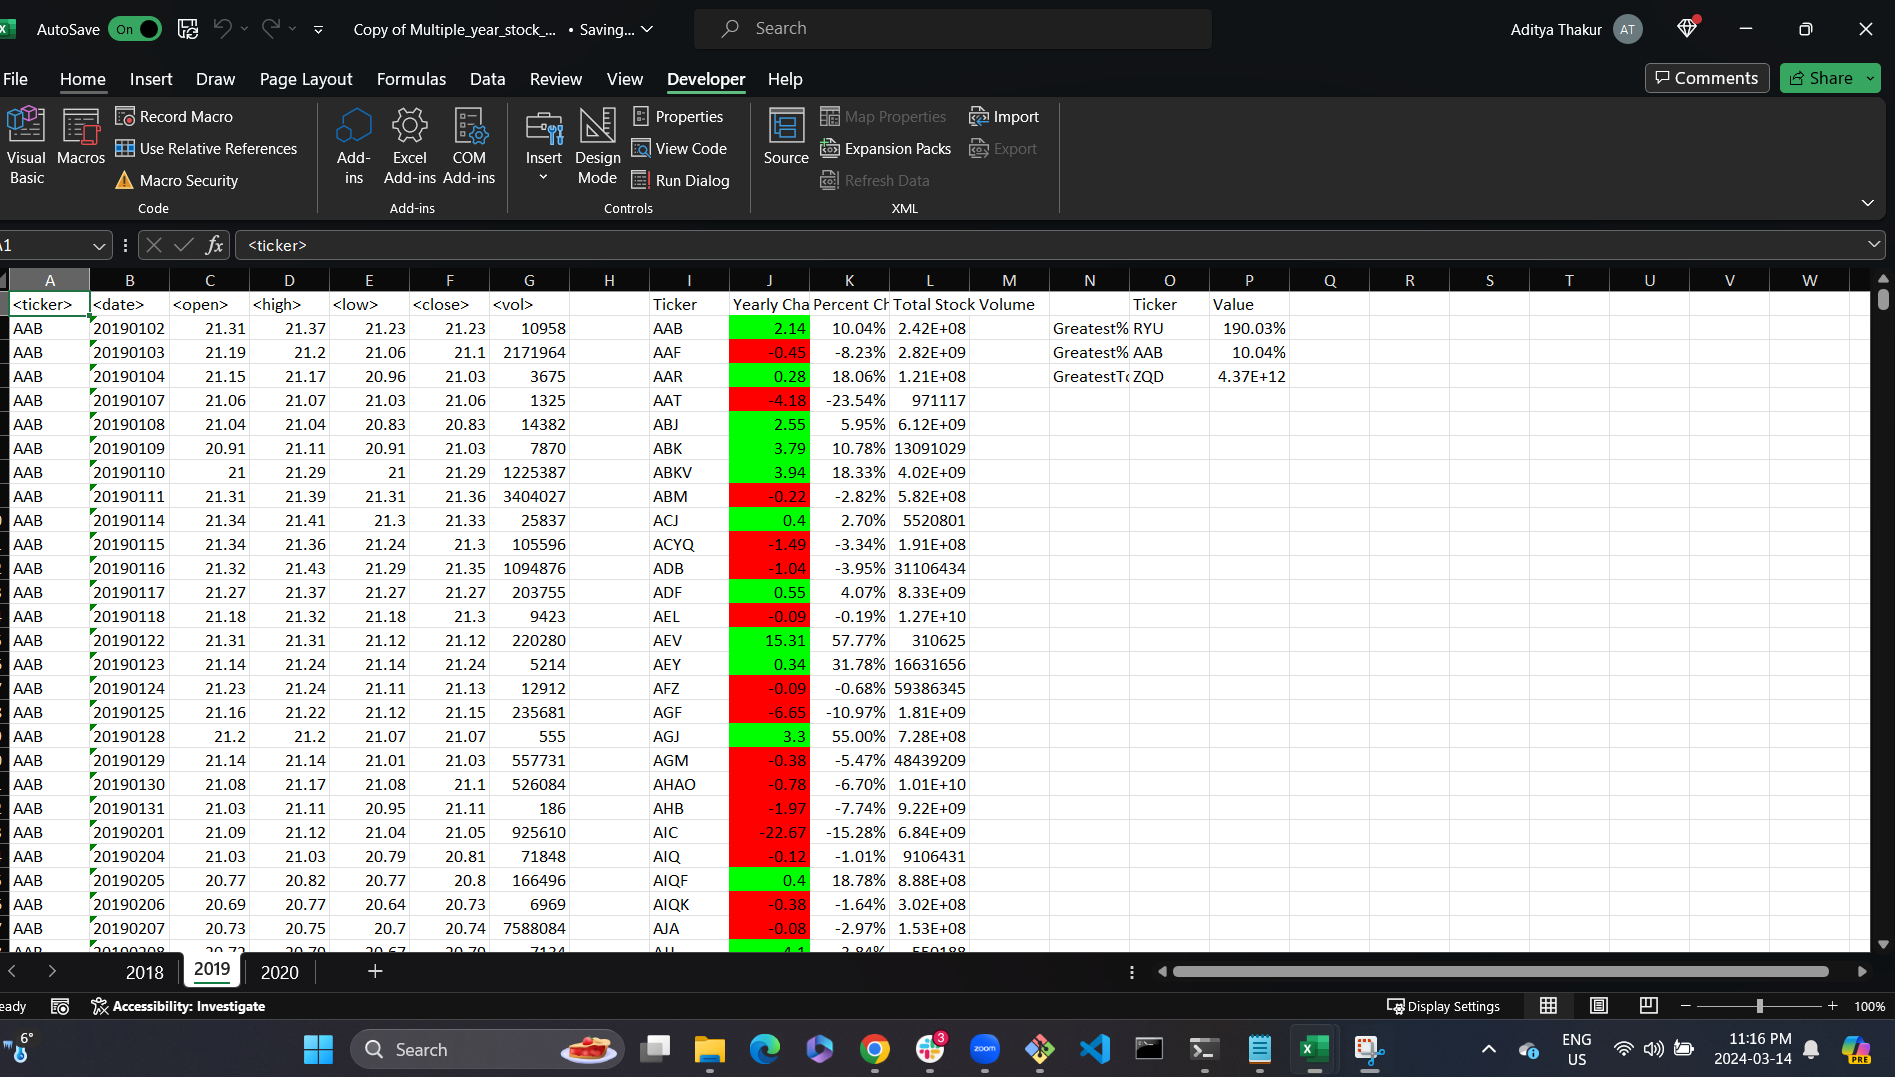 AutoSave On Copy of Multiple_year_stock_... • Saving... Search Aditya Thakur AT
File Home Insert Draw Page Layout Formulas Data Review View Developer Help Comments Share
Visual Basic
Macros
Record Macro
Use Relative References
Macro Security
Code
Add-ins
Excel Add-ins
COM Add-ins
Add-ins
Insert
Design Mode
Properties
View Code
Run Dialog
Controls
Source
Map Properties
Expansion Packs
Refresh Data
Import
Export
XML
fx <ticker>
A B C D E F G H I J K L M N O P Q R S T U V W
<ticker> <date> <open> <high> <low> <close> <vol> Ticker Yearly Cha Percent Ch Total Stock Volume Ticker Value
AAB 20190102 21.31 21.37 21.23 21.23 10958 AAB 2.14 10.04% 2.42E+08 Greatest% RYU 190.03%
AAB 20190103 21.19 21.2 21.06 21.1 2171964 AAF -0.45 -8.23% 2.82E+09 Greatest% AAB 10.04%
AAB 20190104 21.15 21.17 20.96 21.03 3675 AAR 0.28 18.06% 1.21E+08 GreatestTo ZQD 4.37E+12
AAB 20190107 21.06 21.07 21.03 21.06 1325 AAT -4.18 -23.54% 971117
AAB 20190108 21.04 21.04 20.83 20.83 14382 ABJ 2.55 5.95% 6.12E+09
AAB 20190109 20.91 21.11 20.91 21.03 7870 ABK 3.79 10.78% 13091029
AAB 20190110 21 21.29 21 21.29 1225387 ABKV 3.94 18.33% 4.02E+09
AAB 20190111 21.31 21.39 21.31 21.36 3404027 ABM -0.22 -2.82% 5.82E+08
AAB 20190114 21.34 21.41 21.3 21.33 25837 ACJ 0.4 2.70% 5520801
AAB 20190115 21.34 21.36 21.24 21.3 105596 ACYQ -1.49 -3.34% 1.91E+08
AAB 20190116 21.32 21.43 21.29 21.35 1094876 ADB -1.04 -3.95% 31106434
AAB 20190117 21.27 21.37 21.27 21.27 203755 ADF 0.55 4.07% 8.33E+09
AAB 20190118 21.18 21.32 21.18 21.3 9423 AEL -0.09 -0.19% 1.27E+10
AAB 20190122 21.31 21.31 21.12 21.12 220280 AEV 15.31 57.77% 310625
AAB 20190123 21.14 21.24 21.14 21.24 5214 AEY 0.34 31.78% 16631656
AAB 20190124 21.23 21.24 21.11 21.13 12912 AFZ -0.09 -0.68% 59386345
AAB 20190125 21.16 21.22 21.12 21.15 235681 AGF -6.65 -10.97% 1.81E+09
AAB 20190128 21.2 21.2 21.07 21.07 555 AGJ 3.3 55.00% 7.28E+08
AAB 20190129 21.14 21.14 21.01 21.03 557731 AGM -0.38 -5.47% 48439209
AAB 20190130 21.08 21.17 21.08 21.1 526084 AHAO -0.78 -6.70% 1.01E+10
AAB 20190131 21.03 21.11 20.95 21.11 186 AHB -1.97 -7.74% 9.22E+09
AAB 20190201 21.09 21.12 21.04 21.05 925610 AIC -22.67 -15.28% 6.84E+09
AAB 20190204 21.03 21.03 20.79 20.81 71848 AIQ -0.12 -1.01% 9106431
AAB 20190205 20.77 20.82 20.77 20.8 166496 AIQF 0.4 18.78% 8.88E+08
AAB 20190206 20.69 20.77 20.64 20.73 6969 AIQK -0.38 -1.64% 3.02E+08
AAB 20190207 20.73 20.75 20.7 20.74 7588084 AJA -0.08 -2.97% 1.53E+08
2018 2019 2020
Accessibility: Investigate Display Settings 100%
6° Search 3 zoom ENG US 11:16 PM 2024-03-14 PRE